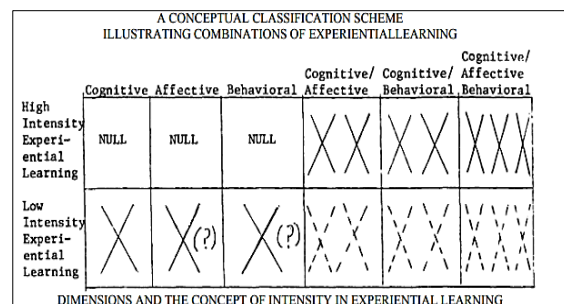 A CONCEPTUAL CLASSIFICATION SCHEME
ILLUSTRATING COMBINATIONS OF EXPERIENTIALLEARNING
Cognitive Affective Behavioral Cognitive/ Affective Cognitive/ Behavioral Cognitive/ Affective Behavioral
High
Intensity
Experi-
ential
Learning
NULL NULL NULL
Low
Intensity
Experi-
ential
Learning
(?) (?)
DIMENSIONS AND THE CONCEPT OF INTENSITY IN EXPERIENTIAL LEARNING